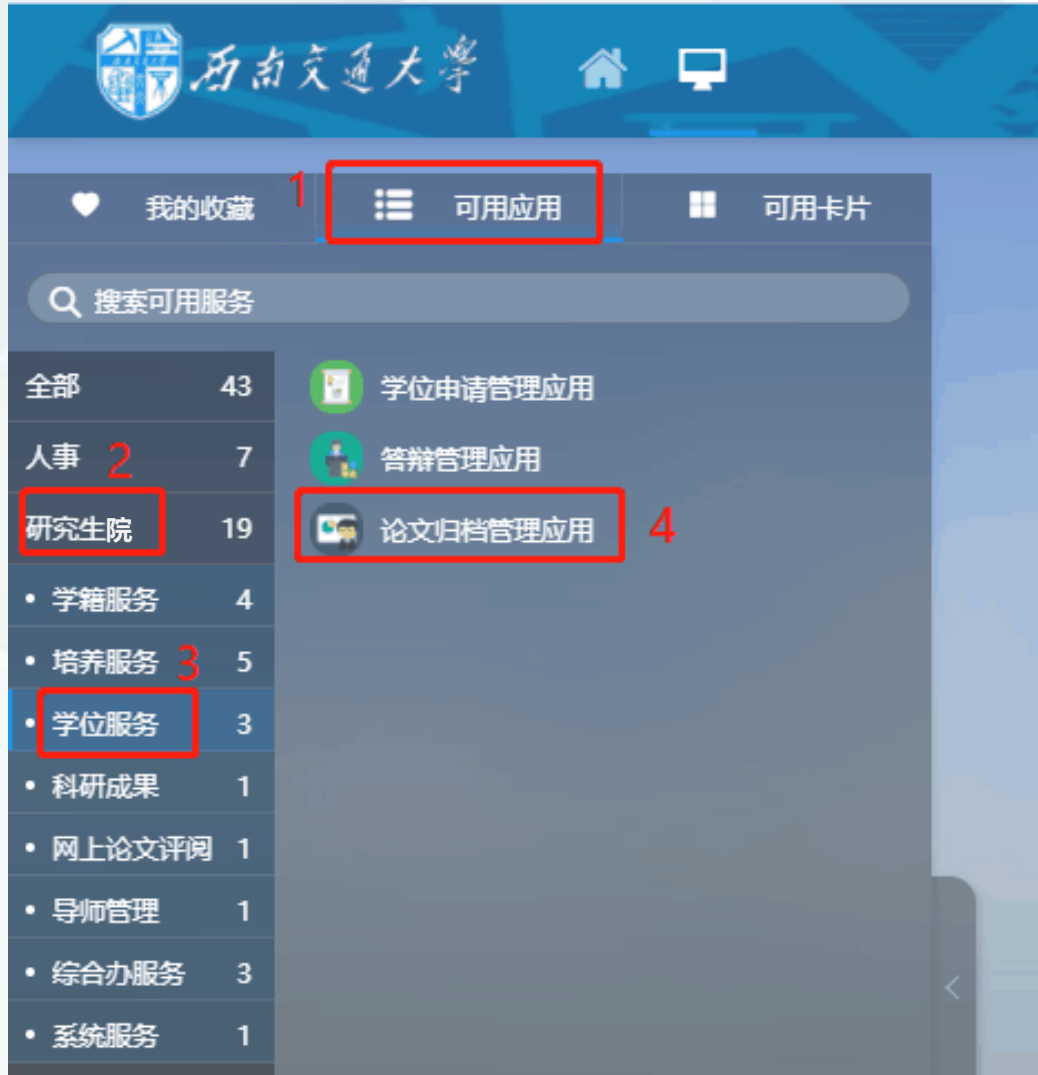 西南交通大学
我的收藏 1 可用应用 可用卡片
搜索可用服务
全部 43 学位申请管理应用
人事 2 7 答辩管理应用
研究生院 19 论文归档管理应用 4
• 学籍服务 4
• 培养服务 3 5
• 学位服务 3
• 科研成果 1
• 网上论文评阅 1
• 导师管理 1
• 综合办服务 3
• 系统服务 1